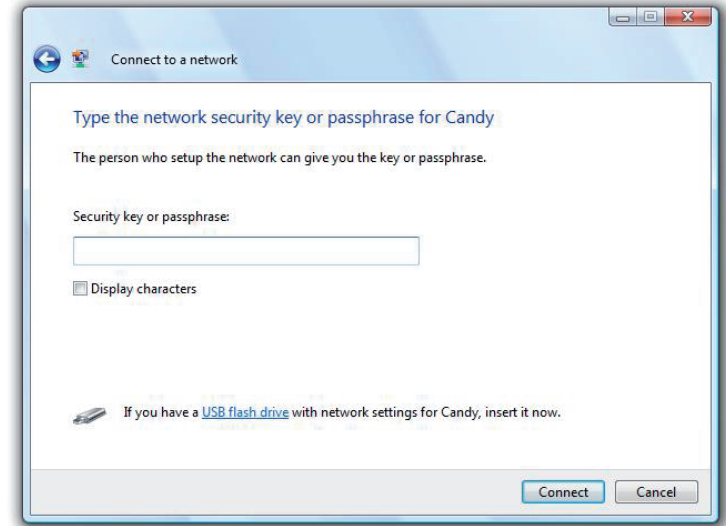 Connect to a network
Type the network security key or passphrase for Candy
The person who setup the network can give you the key or passphrase.
Security key or passphrase:
Display characters
If you have a USB flash drive with network settings for Candy, insert it now.
Connect Cancel